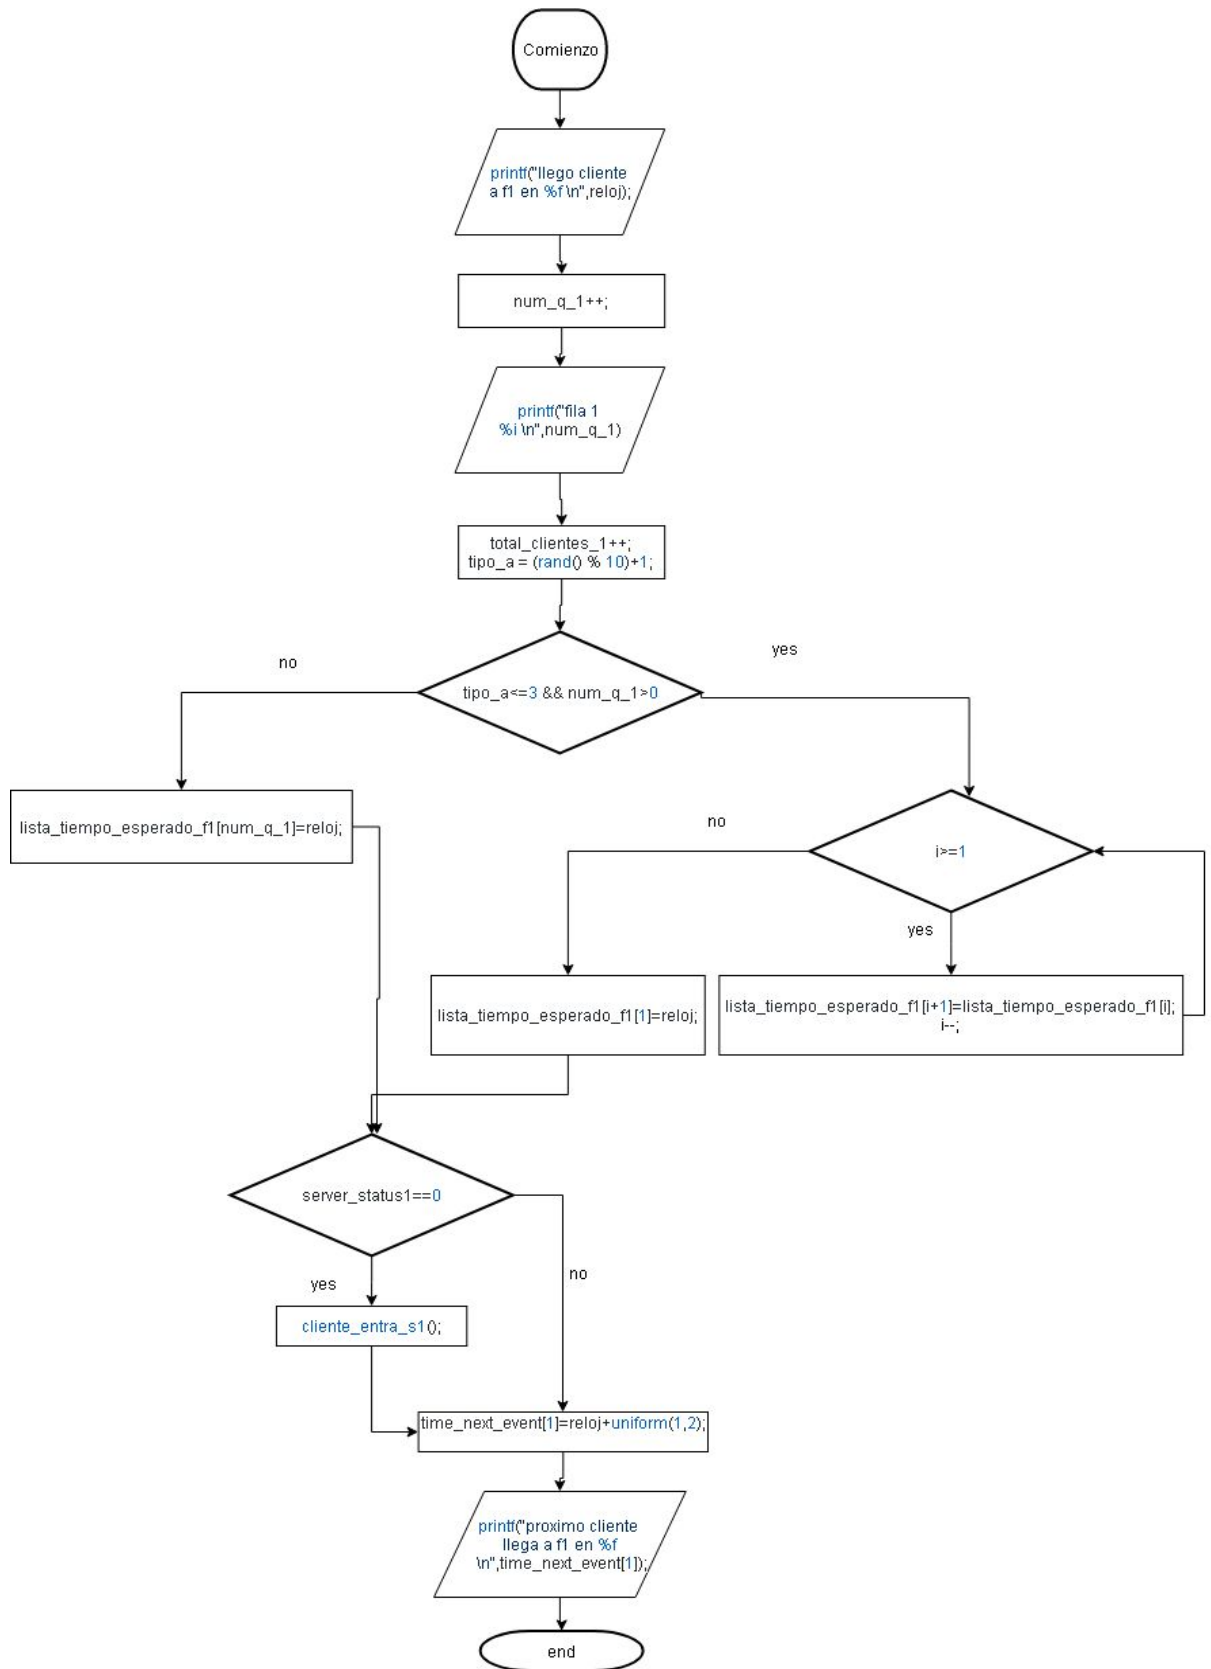 Comienzo
printf("llego cliente
a f1 en %f \n",reloj);
num_q_1++;
printf("fila 1
%i \n",num_q_1)
total_clientes_1++;
tipo_a = (rand() % 10)+1;
no
yes
tipo_a<=3 && num_q_1>0
lista_tiempo_esperado_f1[num_q_1]=reloj;
no
i>=1
yes
lista_tiempo_esperado_f1[1]=reloj;
lista_tiempo_esperado_f1[i+1]=lista_tiempo_esperado_f1[i];
i--;
server_status1==0
yes
no
cliente_entra_s1();
time_next_event[1]=reloj+uniform(1,2);
printf("proximo cliente
llega a f1 en %f
\n",time_next_event[1]);
end